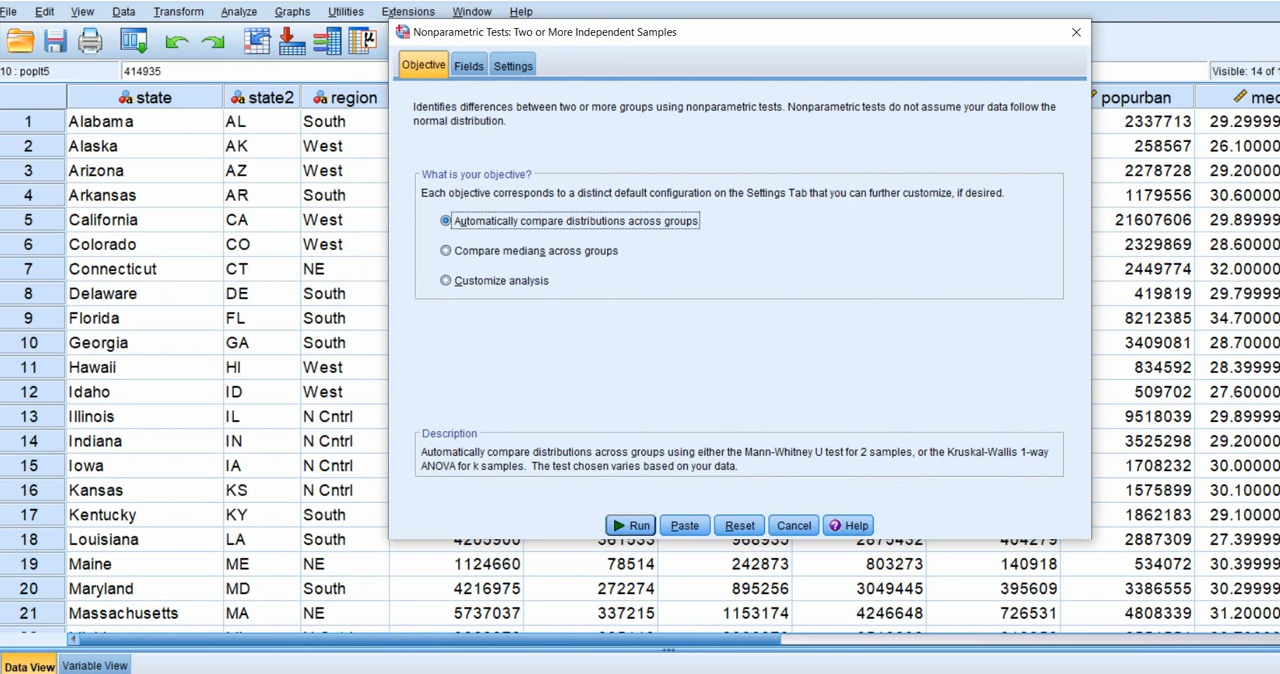 File Edit View Data Transform Analyze Graphs Utilities Extensions Window Help
Nonparametric Tests: Two or More Independent Samples
10 : poplt5 414935
Visible: 14 of 1
Objective Fields Settings
Identifies differences between two or more groups using nonparametric tests. Nonparametric tests do not assume your data follow the
normal distribution.
What is your objective?
Each objective corresponds to a distinct default configuration on the Settings Tab that you can further customize, if desired.
Automatically compare distributions across groups
Compare medians across groups
Customize analysis
Description
Automatically compare distributions across groups using either the Mann-Whitney U test for 2 samples, or the Kruskal-Wallis 1-way
ANOVA for k samples. The test chosen varies based on your data.
Run Paste Reset Cancel Help
state state2 region popurban med
1 Alabama AL South 2337713 29.29999
2 Alaska AK West 258567 26.10000
3 Arizona AZ West 2278728 29.20000
4 Arkansas AR South 1179556 30.60000
5 California CA West 21607606 29.89999
6 Colorado CO West 2329869 28.60000
7 Connecticut CT NE 2449774 32.00000
8 Delaware DE South 419819 29.79999
9 Florida FL South 8212385 34.70000
10 Georgia GA South 3409081 28.70000
11 Hawaii HI West 834592 28.39999
12 Idaho ID West 509702 27.60000
13 Illinois IL N Cntrl 9518039 29.89999
14 Indiana IN N Cntrl 3525298 29.20000
15 Iowa IA N Cntrl 1708232 30.00000
16 Kansas KS N Cntrl 1575899 30.10000
17 Kentucky KY South 1862183 29.10000
18 Louisiana LA South 2887309 27.39999
19 Maine ME NE 1124660 78514 242873 803273 140918 534072 30.39999
20 Maryland MD South 4216975 272274 895256 3049445 395609 3386555 30.29999
21 Massachusetts MA NE 5737037 337215 1153174 4246648 726531 4808339 31.20000
Data View Variable View